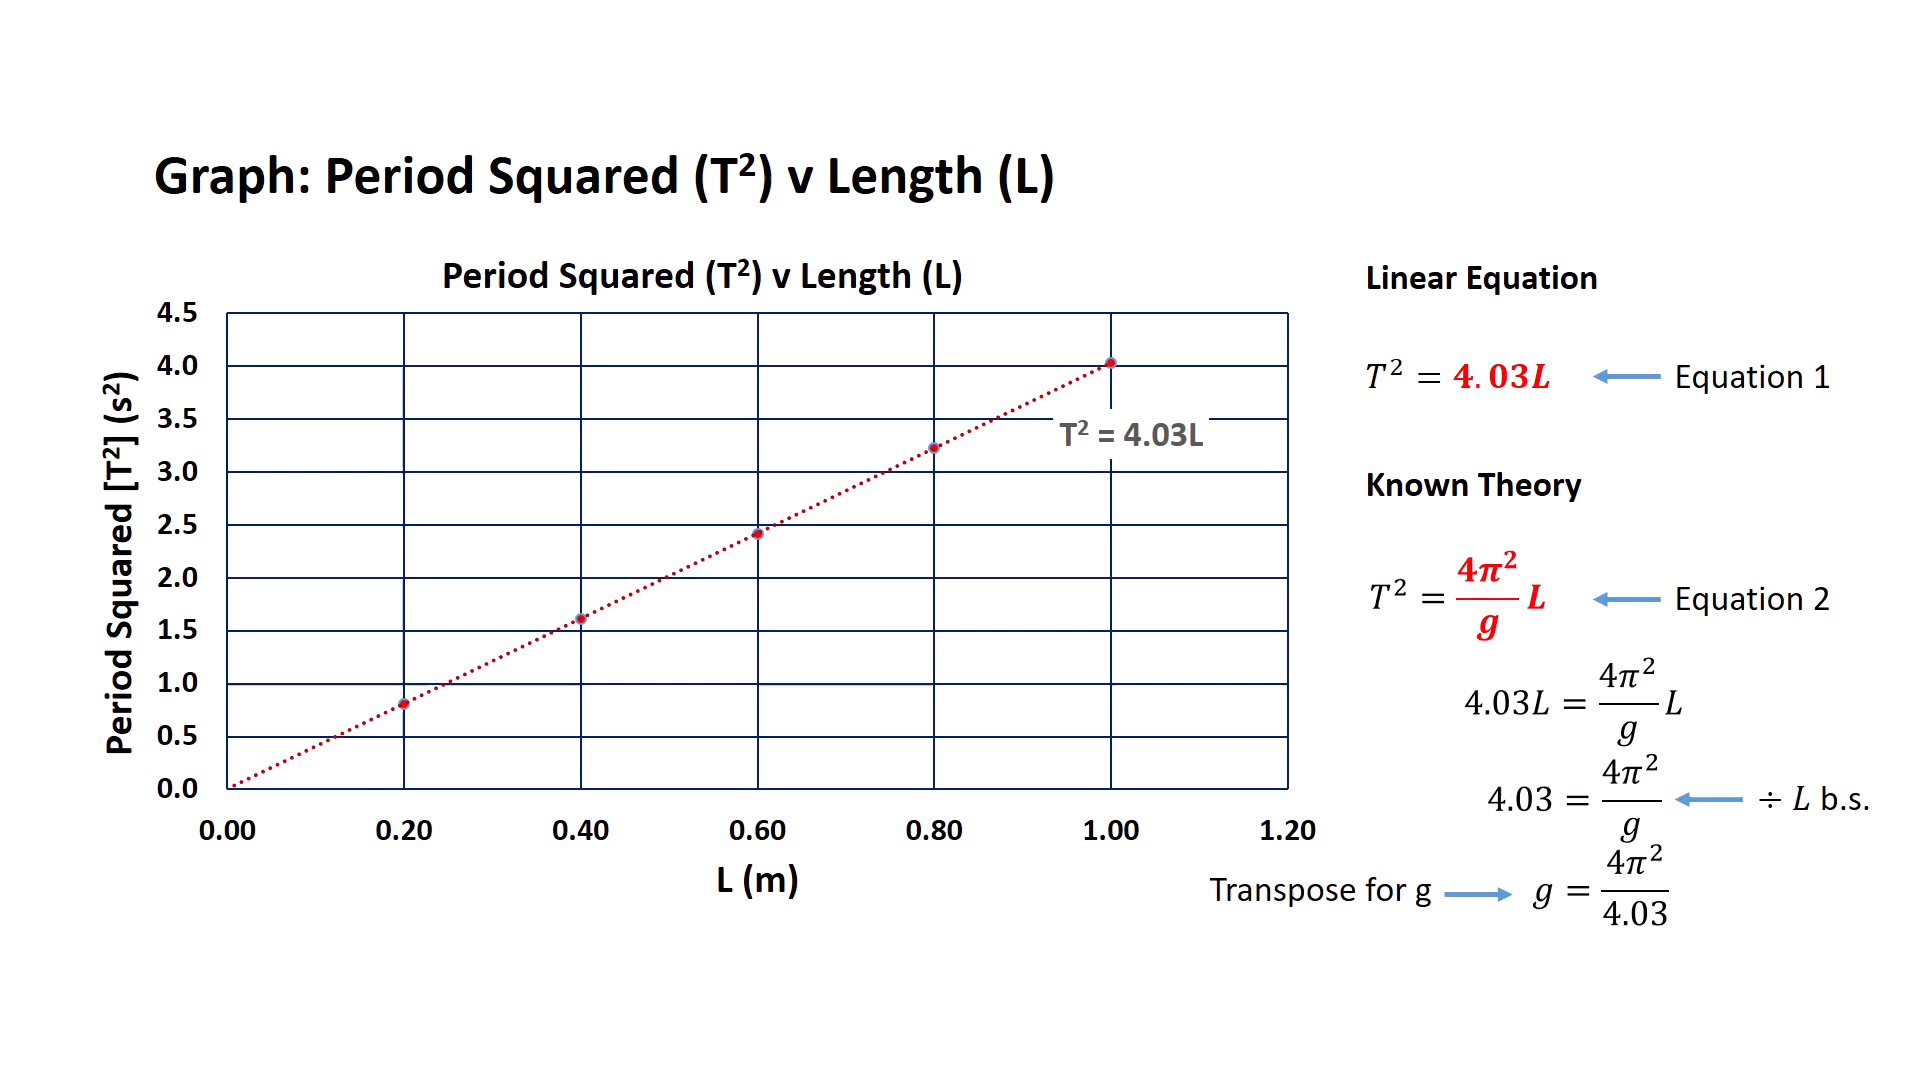 Graph: Period Squared (T²) v Length (L)
Period Squared (T²) v Length (L)
Period Squared [T²] (s²)
4.5
4.0
3.5
3.0
2.5
2.0
1.5
1.0
0.5
0.0
0.00 0.20 0.40 0.60 0.80 1.00 1.20
L (m)
T² = 4.03L
Linear Equation
T² = 4.03L Equation 1
Known Theory
T² = 4π²/g L Equation 2
4.03L = 4π²/g L
4.03 = 4π²/g ÷ L b.s.
Transpose for g g = 4π²/4.03